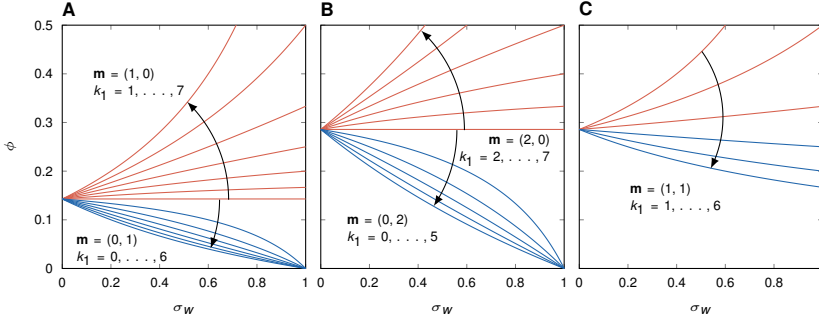 A B C
0.5
0.4
0.3
0.2
0.1
0
ϕ
m = (1, 0)
k₁ = 1, . . . , 7
m = (0, 1)
k₁ = 0, . . . , 6
0 0.2 0.4 0.6 0.8 1
σw
m = (2, 0)
k₁ = 2, . . . , 7
m = (0, 2)
k₁ = 0, . . . , 5
0 0.2 0.4 0.6 0.8 1
σw
m = (1, 1)
k₁ = 1, . . . , 6
0 0.2 0.4 0.6 0.8
σw